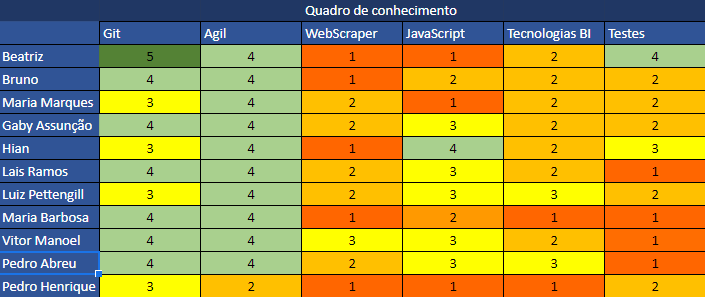 Quadro de conhecimento
Git Agil WebScraper JavaScript Tecnologias BI Testes
Beatriz 5 4 1 1 2 4
Bruno 4 4 1 2 2 2
Maria Marques 3 4 2 1 2 2
Gaby Assunção 4 4 2 3 2 2
Hian 3 4 1 4 2 3
Lais Ramos 4 4 2 3 2 1
Luiz Pettengill 3 4 2 3 3 2
Maria Barbosa 4 4 1 2 1 1
Vitor Manoel 4 4 3 3 2 1
Pedro Abreu 4 4 2 3 3 1
Pedro Henrique 3 2 1 1 1 2